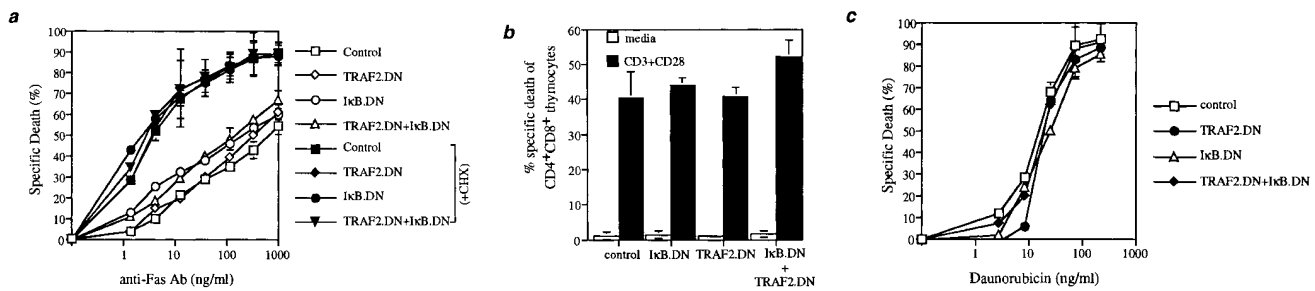 a
100
90
80
70
60
50
40
30
20
10
0
Specific Death (%)
1
10
100
1000
anti-Fas Ab (ng/ml)
Control
TRAF2.DN
IκB.DN
TRAF2.DN+IκB.DN
Control
TRAF2.DN
IκB.DN
TRAF2.DN+IκB.DN
(+CHX)
b
60
50
40
30
20
10
0
% specific death of
CD4+CD8+ thymocytes
media
CD3+CD28
control
IκB.DN
TRAF2.DN
IκB.DN
+
TRAF2.DN
c
100
90
80
70
60
50
40
30
20
10
0
Specific Death (%)
1
10
100
1000
Daunorubicin (ng/ml)
control
TRAF2.DN
IκB.DN
TRAF2.DN+IκB.DN